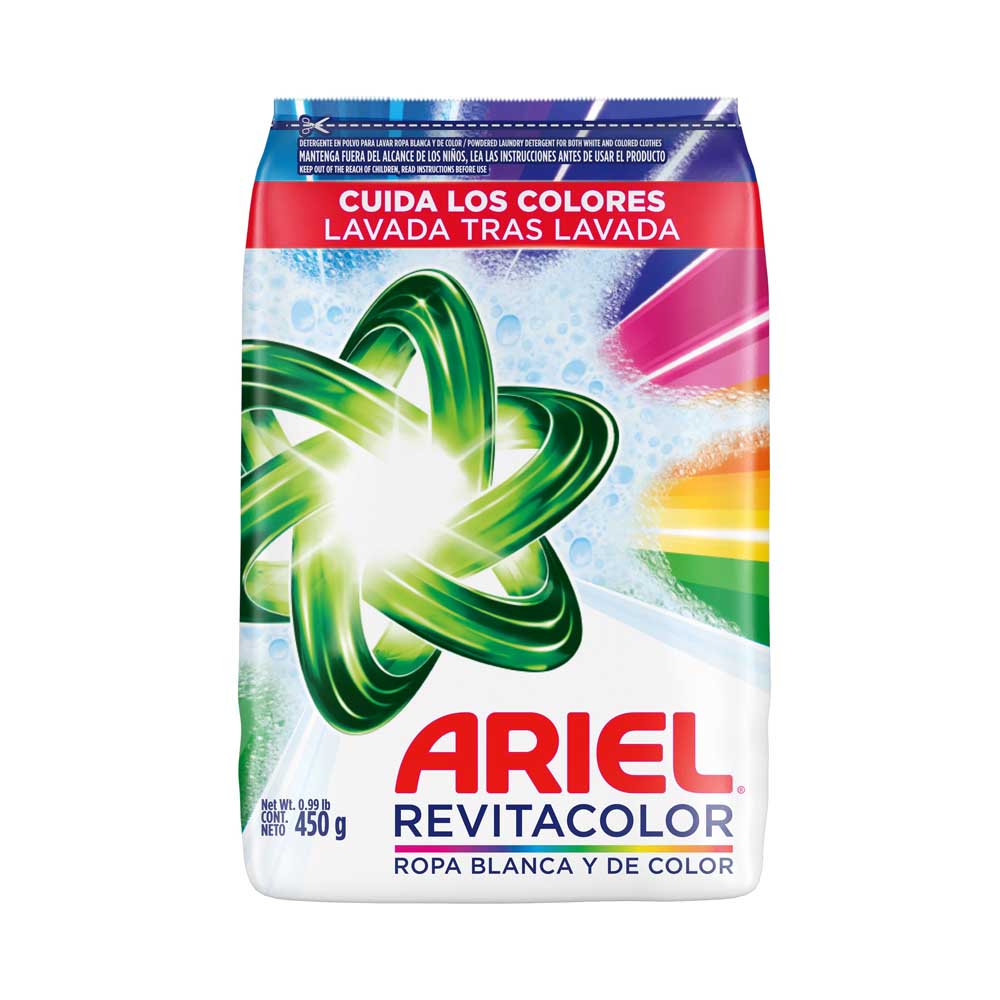 DETERGENTE EN POLVO PARA LAVAR ROPA BLANCA Y DE COLOR / POWDERED LAUNDRY DETERGENT FOR BOTH WHITE AND COLORED CLOTHES
MANTENGA FUERA DEL ALCANCE DE LOS NIÑOS, LEA LAS INSTRUCCIONES ANTES DE USAR EL PRODUCTO
KEEP OUT OF THE REACH OF CHILDREN, READ INSTRUCTIONS BEFORE USE
CUIDA LOS COLORES
LAVADA TRAS LAVADA
ARIEL®
REVITACOLOR
ROPA BLANCA Y DE COLOR
Net Wt. 0.99 lb
CONT. NETO 450 g